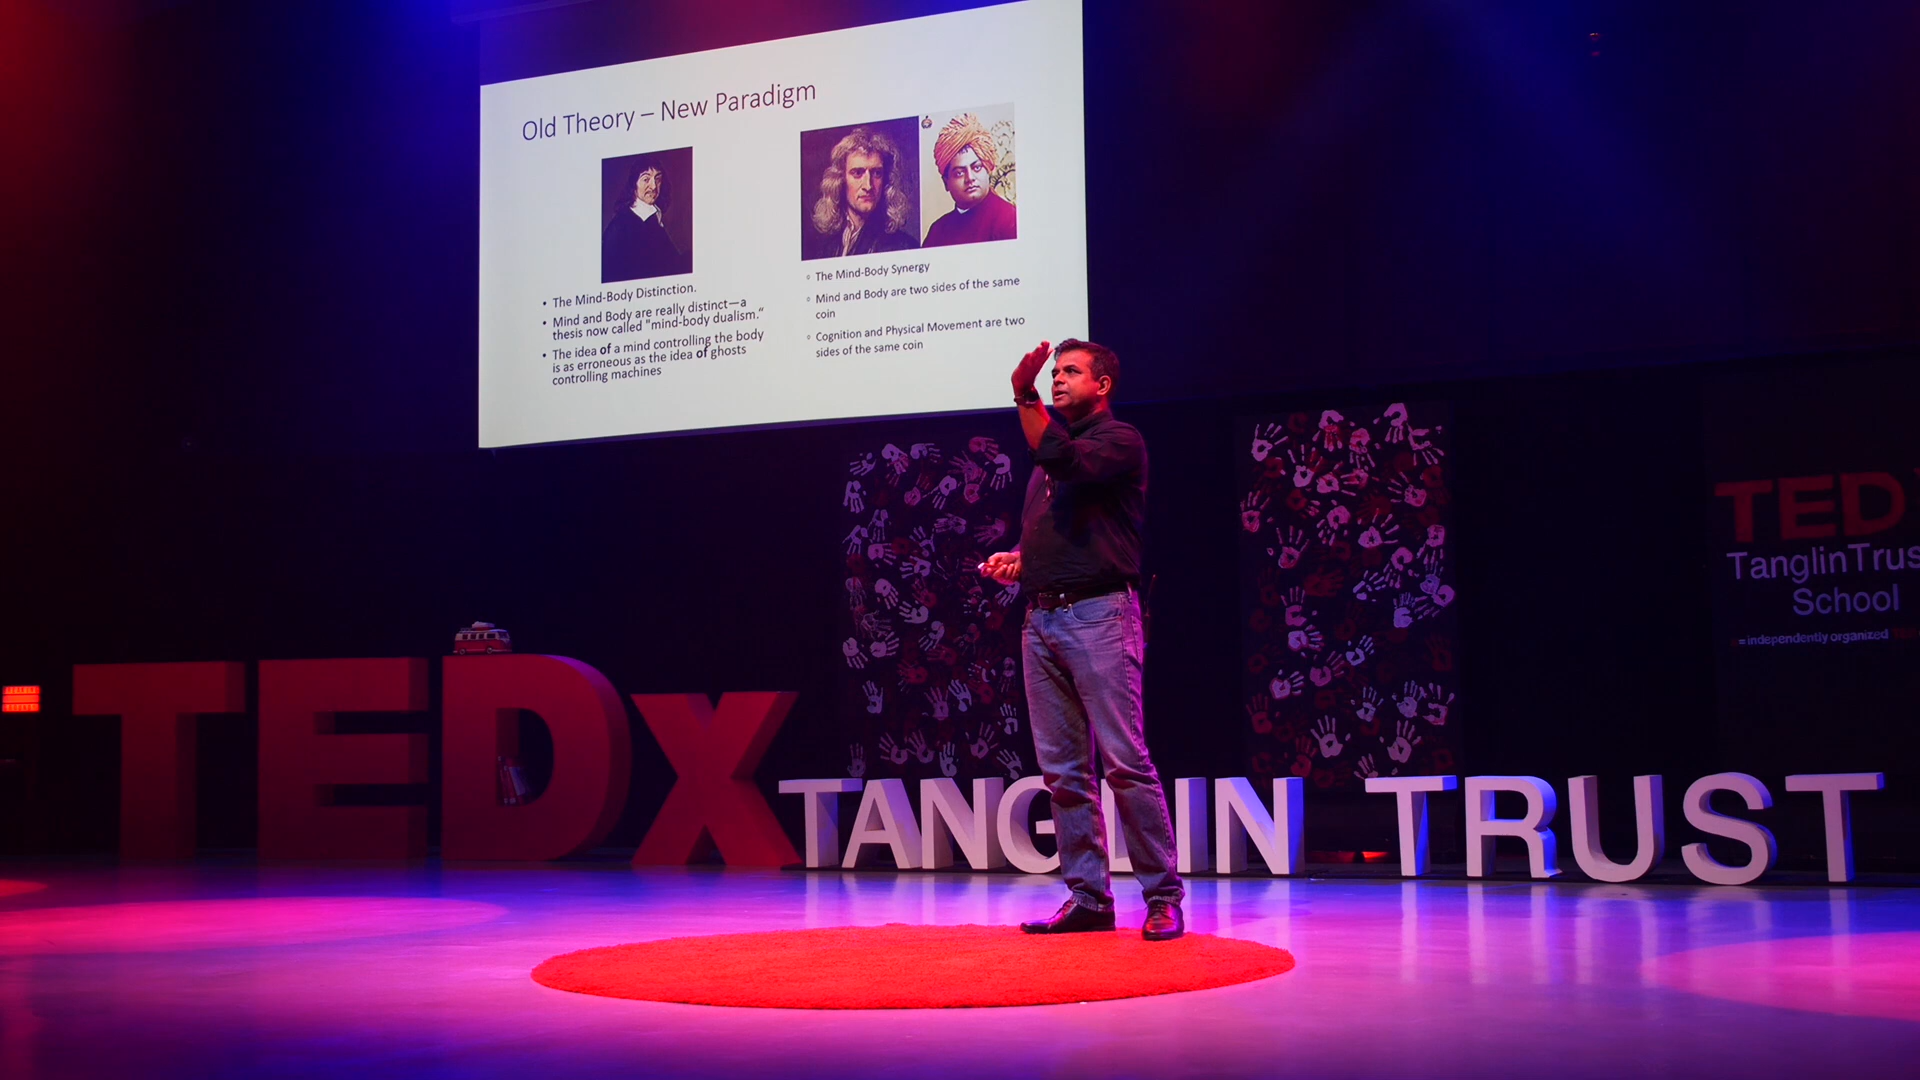 Old Theory – New Paradigm
• The Mind-Body Distinction.
• Mind and Body are really distinct—a
thesis now called "mind-body dualism."
• The idea of a mind controlling the body
is as erroneous as the idea of ghosts
controlling machines
◦ The Mind-Body Synergy
◦ Mind and Body are two sides of the same
coin
◦ Cognition and Physical Movement are two
sides of the same coin
TED
TanglinTrus
School
= independently organized
TEDx
TANGLIN TRUST